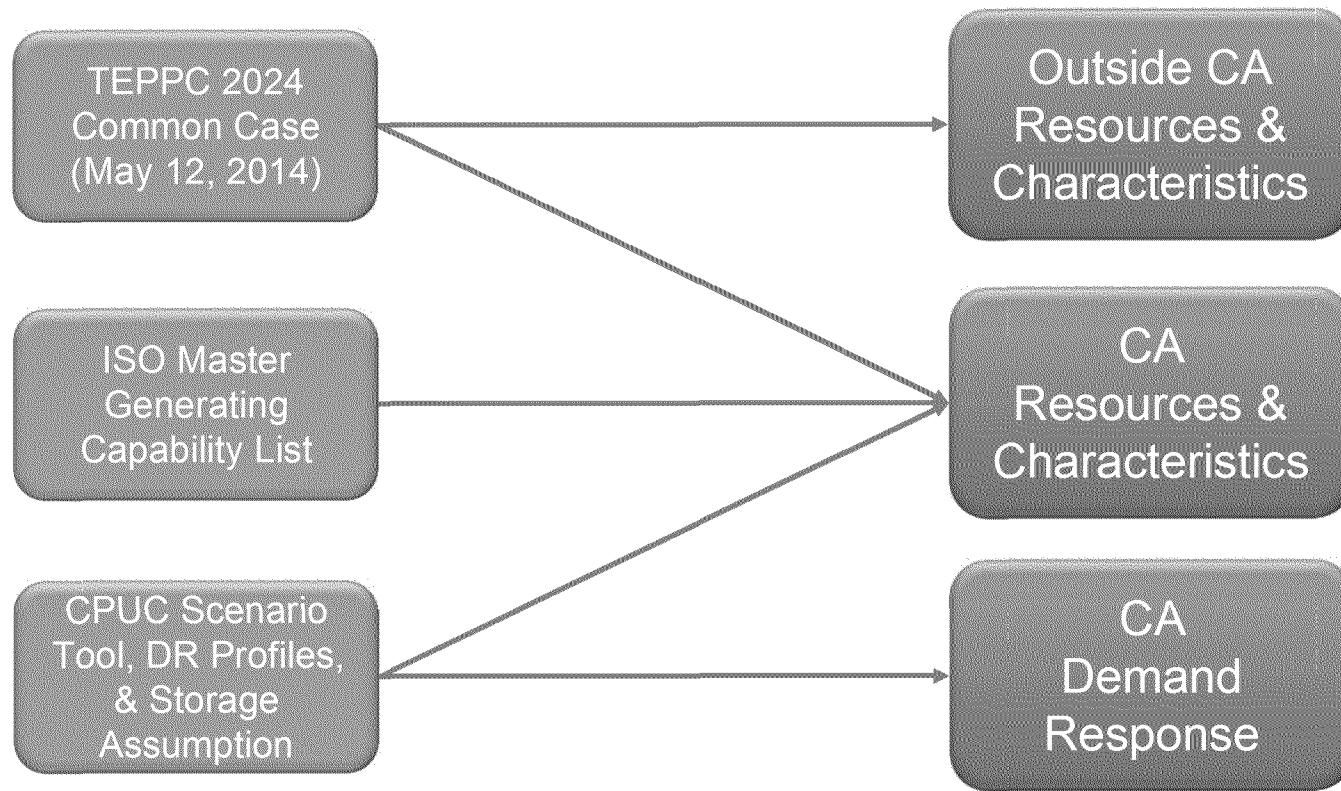 TEPPC 2024
Common Case
(May 12, 2014)
Outside CA
Resources &
Characteristics
ISO Master
Generating
Capability List
CA
Resources &
Characteristics
CPUC Scenario
Tool, DR Profiles,
& Storage
Assumption
CA
Demand
Response